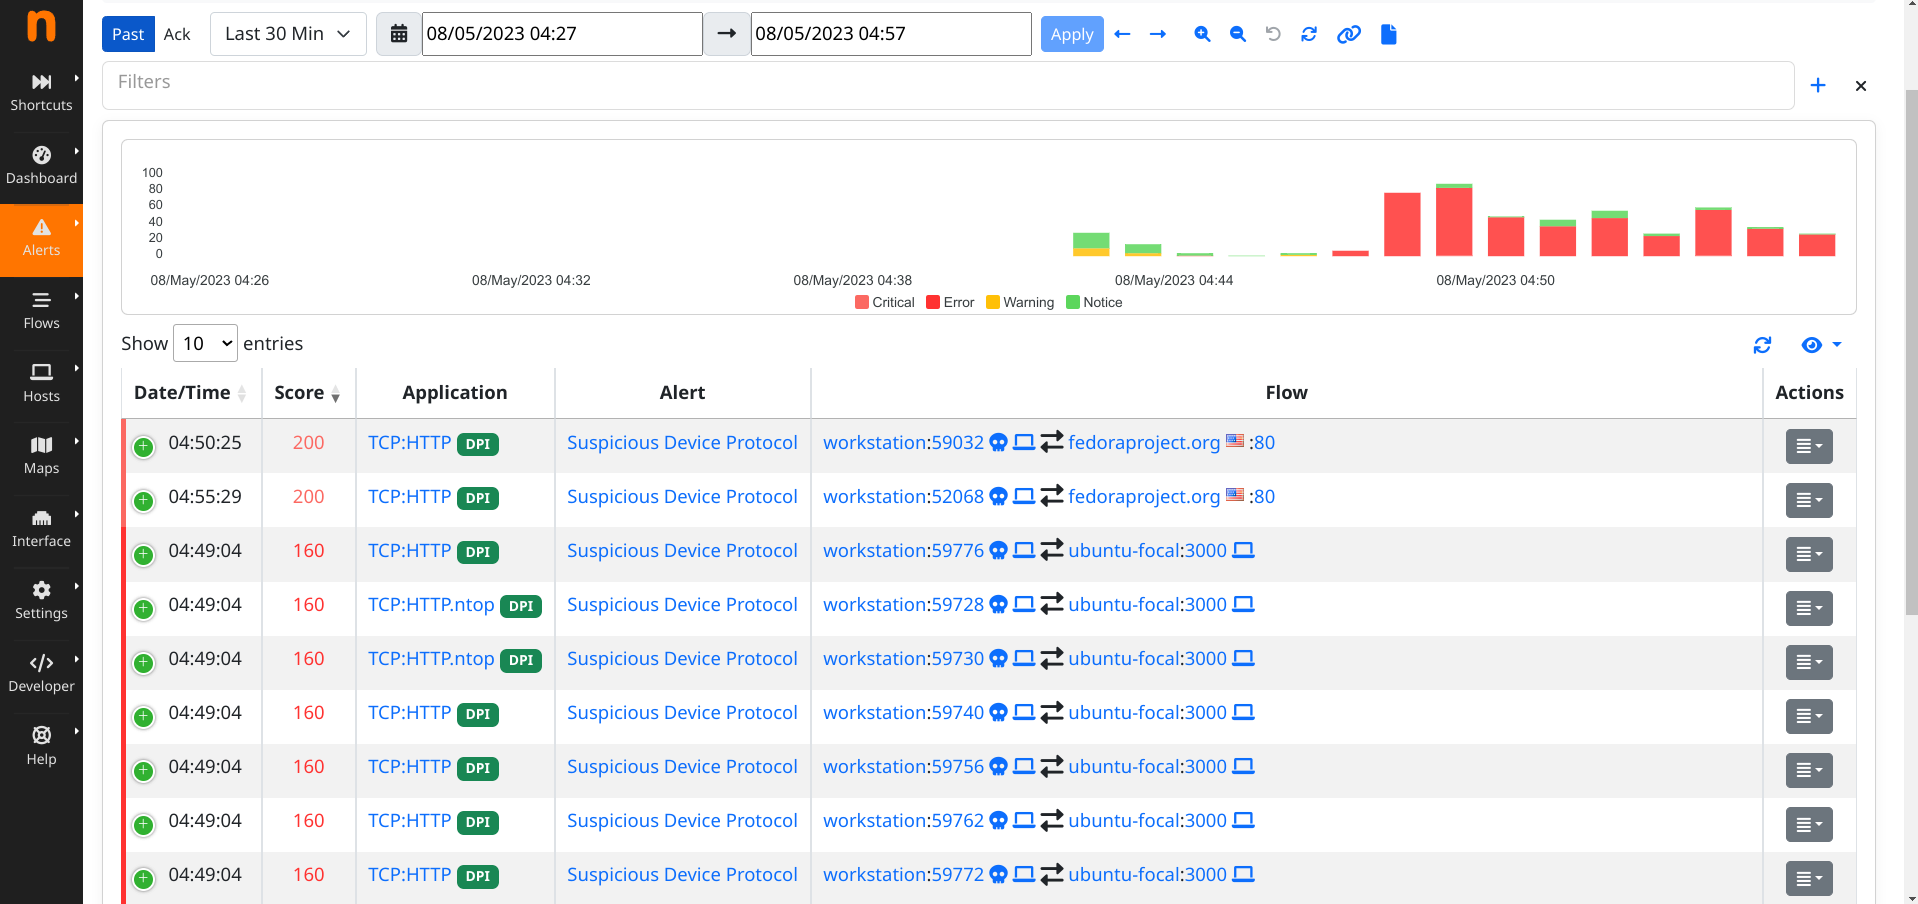 Past Ack Last 30 Min 08/05/2023 04:27 08/05/2023 04:57 Apply
Filters
100
80
60
40
20
0
08/May/2023 04:26 08/May/2023 04:32 08/May/2023 04:38 08/May/2023 04:44 08/May/2023 04:50
Critical Error Warning Notice
Shortcuts
Dashboard
Alerts
Flows
Hosts
Maps
Interface
Settings
Developer
Help
Show 10 entries
Date/Time Score Application Alert Flow Actions
04:50:25 200 TCP:HTTP DPI Suspicious Device Protocol workstation:59032 fedoraproject.org :80
04:55:29 200 TCP:HTTP DPI Suspicious Device Protocol workstation:52068 fedoraproject.org :80
04:49:04 160 TCP:HTTP DPI Suspicious Device Protocol workstation:59776 ubuntu-focal:3000
04:49:04 160 TCP:HTTP.ntop DPI Suspicious Device Protocol workstation:59728 ubuntu-focal:3000
04:49:04 160 TCP:HTTP.ntop DPI Suspicious Device Protocol workstation:59730 ubuntu-focal:3000
04:49:04 160 TCP:HTTP DPI Suspicious Device Protocol workstation:59740 ubuntu-focal:3000
04:49:04 160 TCP:HTTP DPI Suspicious Device Protocol workstation:59756 ubuntu-focal:3000
04:49:04 160 TCP:HTTP DPI Suspicious Device Protocol workstation:59762 ubuntu-focal:3000
04:49:04 160 TCP:HTTP DPI Suspicious Device Protocol workstation:59772 ubuntu-focal:3000